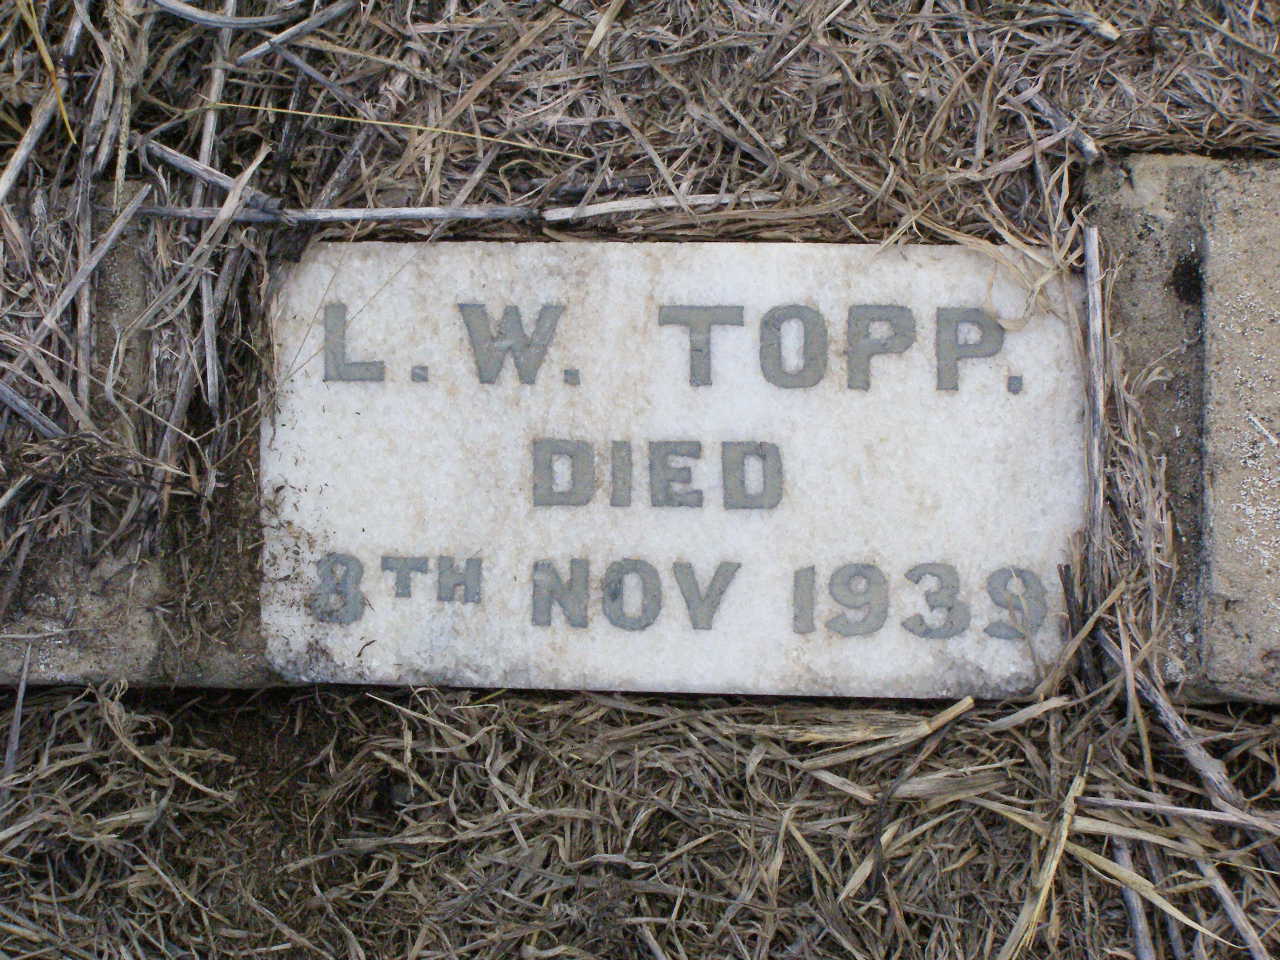 L. W. TOPP.
DIED
8TH NOV 1939